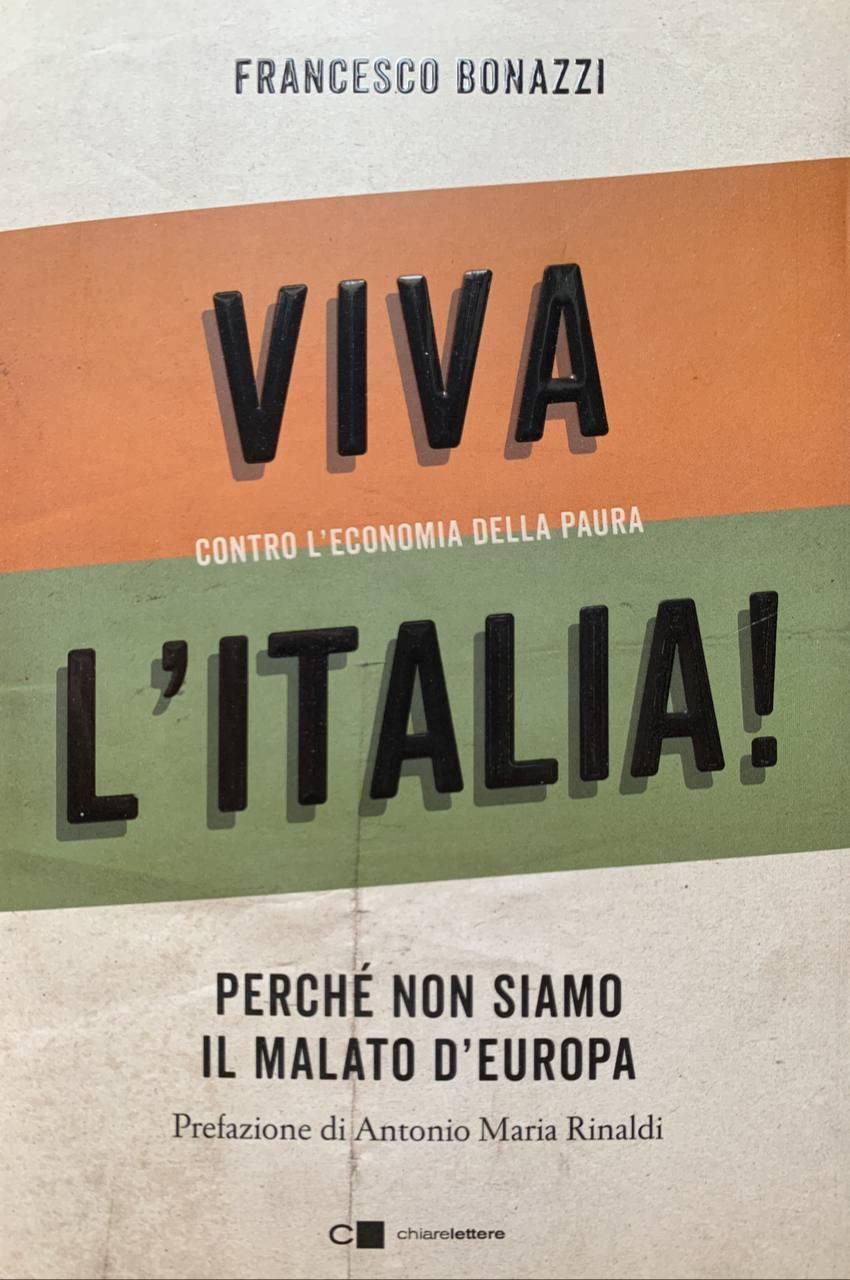 FRANCESCO BONAZZI
VIVA
CONTRO L'ECONOMIA DELLA PAURA
L'ITALIA!
PERCHÉ NON SIAMO
IL MALATO D'EUROPA
Prefazione di Antonio Maria Rinaldi
C chiarelettere